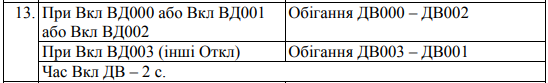 13. При Вкл ВД000 або Вкл ВД001 Обігання ДВ000 – ДВ002
або Вкл ВД002
При Вкл ВД003 (інші Откл) Обігання ДВ003 – ДВ001
Час Вкл ДВ – 2 с.